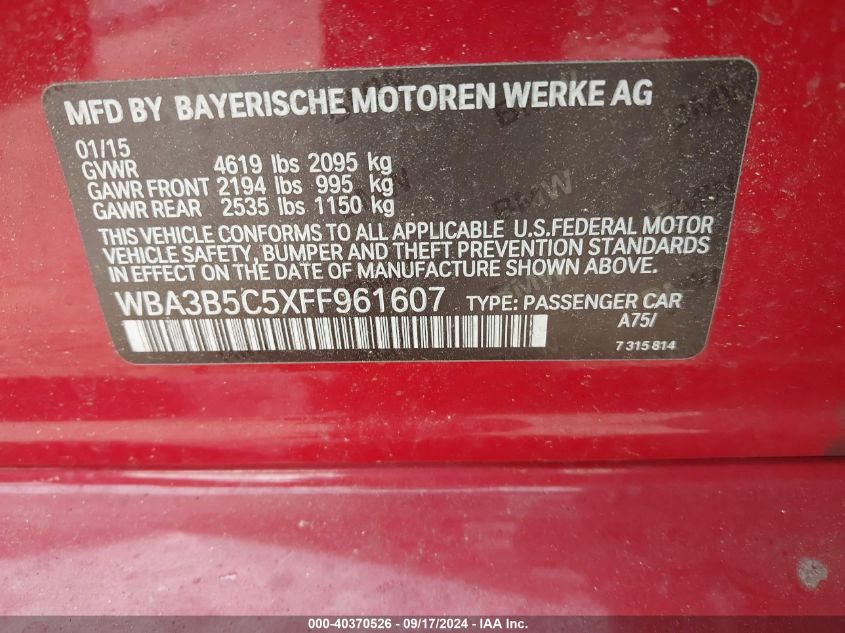 MFD BY BAYERISCHE MOTOREN WERKE AG
01/15
GVWR 4619 lbs 2095 kg
GAWR FRONT 2194 lbs 995 kg
GAWR REAR 2535 lbs 1150 kg
THIS VEHICLE CONFORMS TO ALL APPLICABLE U.S.FEDERAL MOTOR
VEHICLE SAFETY, BUMPER AND THEFT PREVENTION STANDARDS
IN EFFECT ON THE DATE OF MANUFACTURE SHOWN ABOVE.
WBA3B5C5XFF961607 TYPE: PASSENGER CAR
A75/
7 315 814
000-40370526 - 09/17/2024 - IAA Inc.